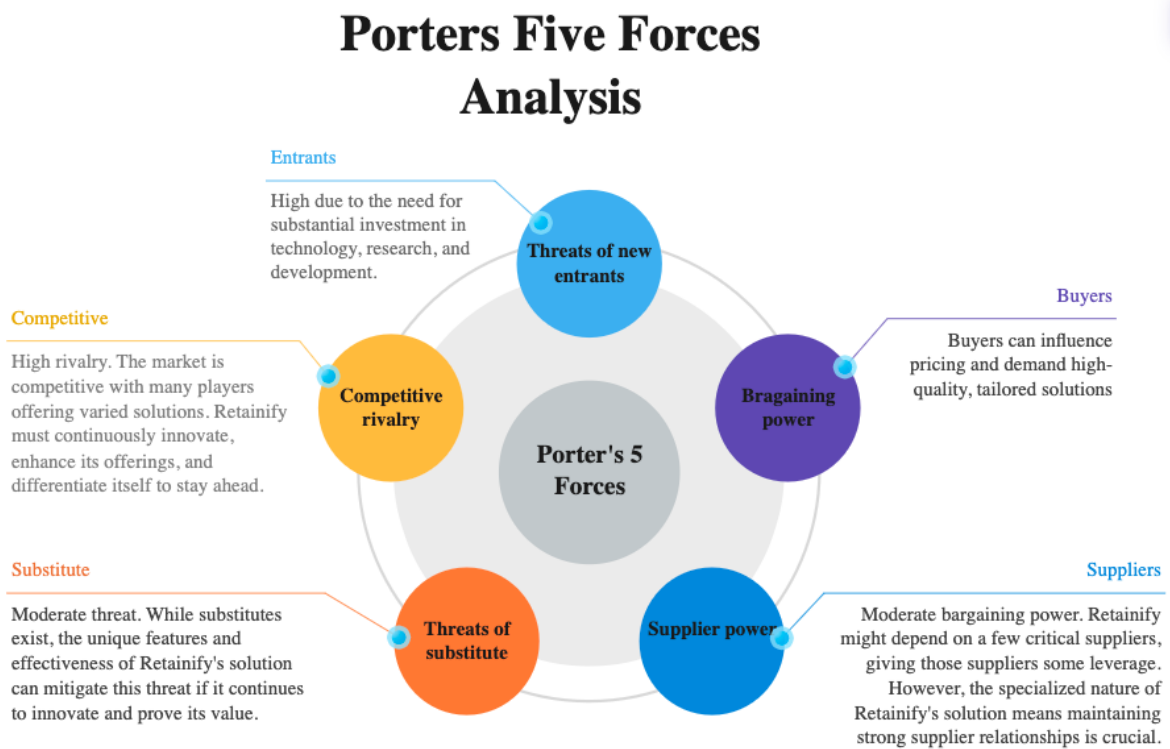 Porters Five Forces
Analysis
Entrants
High due to the need for
substantial investment in
technology, research, and
development.
Threats of new
entrants
Buyers
Buyers can influence
pricing and demand high-
quality, tailored solutions
Bragaining
power
Competitive
High rivalry. The market is
competitive with many players
offering varied solutions. Retainify
must continuously innovate,
enhance its offerings, and
differentiate itself to stay ahead.
Competitive
rivalry
Porter's 5
Forces
Substitute
Moderate threat. While substitutes
exist, the unique features and
effectiveness of Retainify's solution
can mitigate this threat if it continues
to innovate and prove its value.
Threats of
substitute
Supplier power
Suppliers
Moderate bargaining power. Retainify
might depend on a few critical suppliers,
giving those suppliers some leverage.
However, the specialized nature of
Retainify's solution means maintaining
strong supplier relationships is crucial.